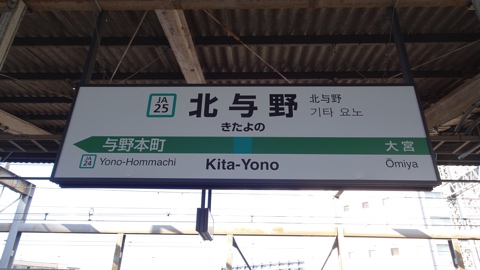 JA
25
北与野
北与野
기타 요노
きたよの
与野本町
大宮
JA
24
Yono-Hommachi
Kita-Yono
Ōmiya